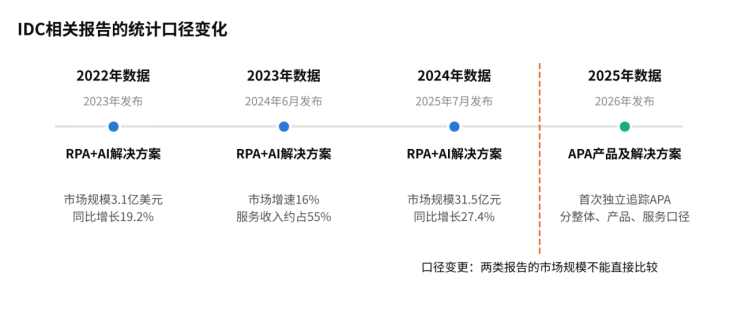 IDC相关报告的统计口径变化
2022年数据
2023年发布
RPA+AI解决方案
市场规模3.1亿美元
同比增长19.2%
2023年数据
2024年6月发布
RPA+AI解决方案
市场增速16%
服务收入约占55%
2024年数据
2025年7月发布
RPA+AI解决方案
市场规模31.5亿元
同比增长27.4%
2025年数据
2026年发布
APA产品及解决方案
首次独立追踪APA
分整体、产品、服务口径
口径变更：两类报告的市场规模不能直接比较